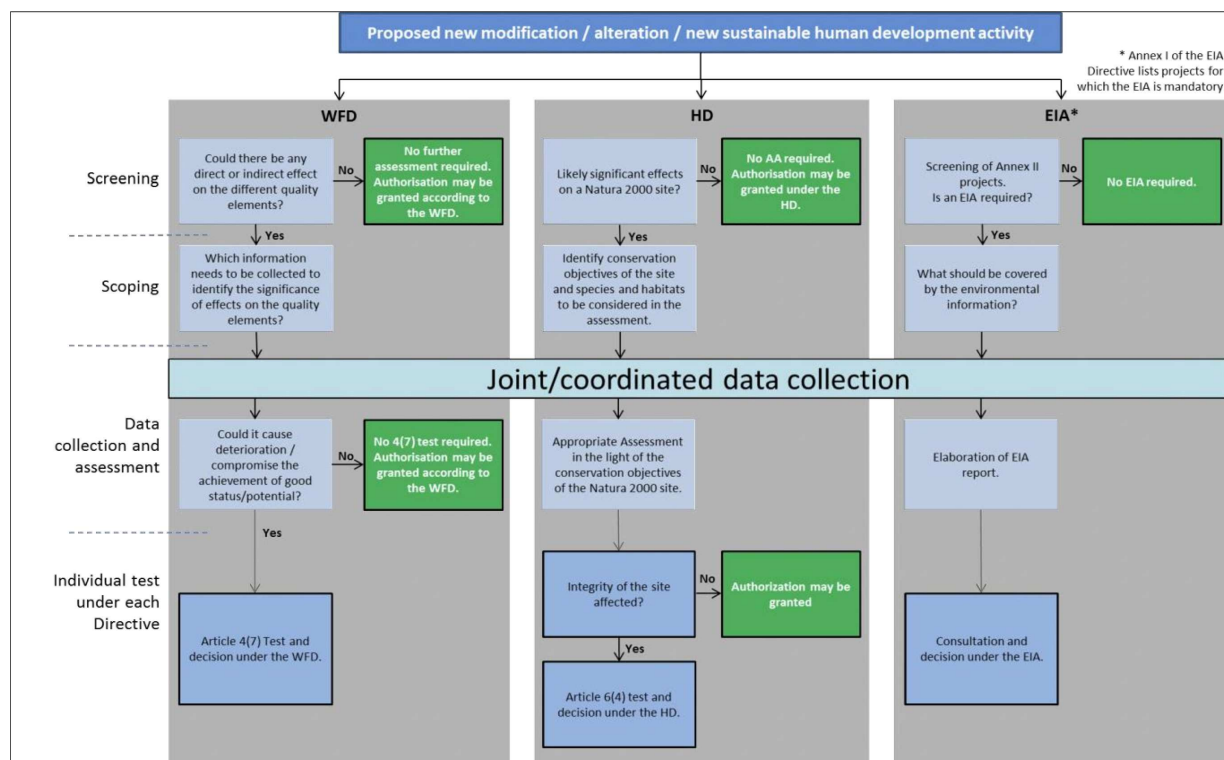 Proposed new modification / alteration / new sustainable human development activity
* Annex I of the EIA
Directive lists projects for
which the EIA is mandatory
WFD
HD
EIA*
Screening
Could there be any
direct or indirect effect
on the different quality
elements?
No
No further
assessment required.
Authorisation may be
granted according to
the WFD.
Likely significant effects
on a Natura 2000 site?
No
No AA required.
Authorisation may be
granted under the
HD.
Screening of Annex II
projects.
Is an EIA required?
No
No EIA required.
Yes
Yes
Yes
Scoping
Which information
needs to be collected to
identify the significance
of effects on the quality
elements?
Identify conservation
objectives of the site
and species and habitats
to be considered in the
assessment.
What should be covered
by the environmental
information?
Joint/coordinated data collection
Data
collection and
assessment
Could it cause
deterioration /
compromise the
achievement of good
status/potential?
No
No 4(7) test required.
Authorisation may be
granted according to
the WFD.
Appropriate Assessment
in the light of the
conservation objectives
of the Natura 2000 site.
Elaboration of EIA
report.
Yes
Individual test
under each
Directive
Article 4(7) Test and
decision under the WFD.
Integrity of the site
affected?
No
Authorization may be
granted
Yes
Article 6(4) test and
decision under the HD.
Consultation and
decision under the EIA.